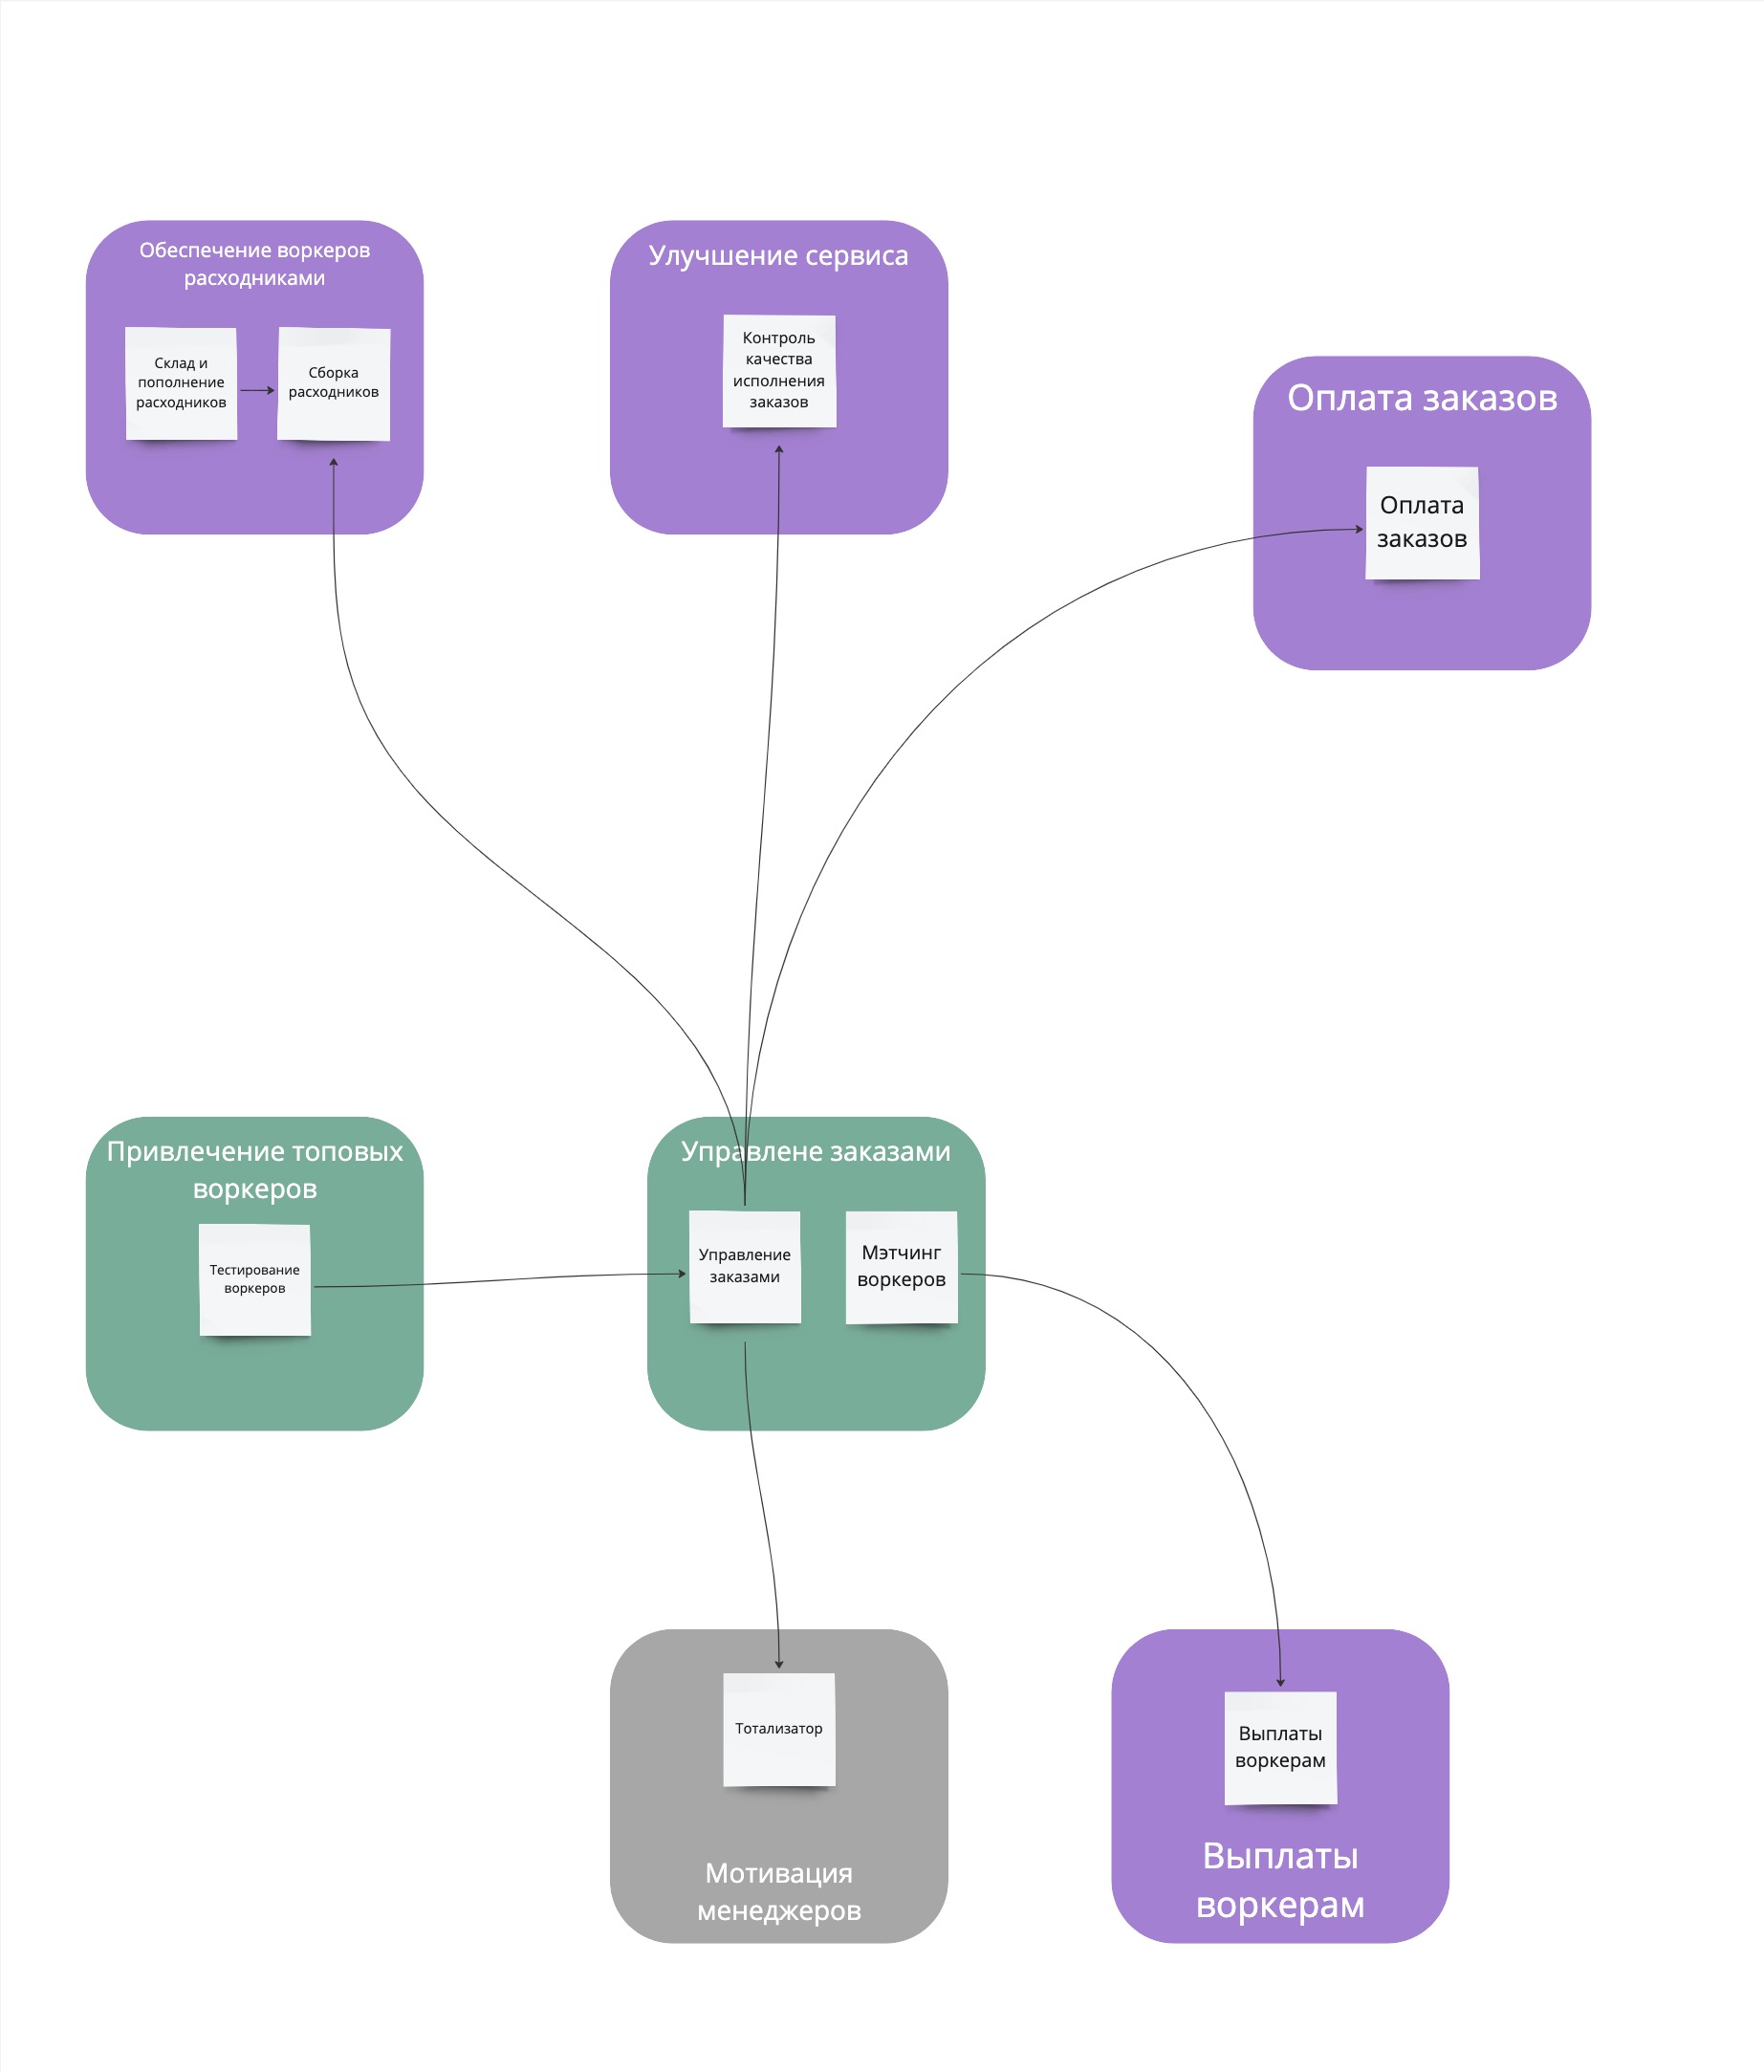 Обеспечение воркеров
расходниками
Склад и
пополнение
расходников
Сборка
расходников
Улучшение сервиса
Контроль
качества
исполнения
заказов
Оплата заказов
Оплата
заказов
Привлечение топовых
воркеров
Тестирование
воркеров
Управлене заказами
Управление
заказами
Мэтчинг
воркеров
Тотализатор
Мотивация
менеджеров
Выплаты
воркерам
Выплаты
воркерам